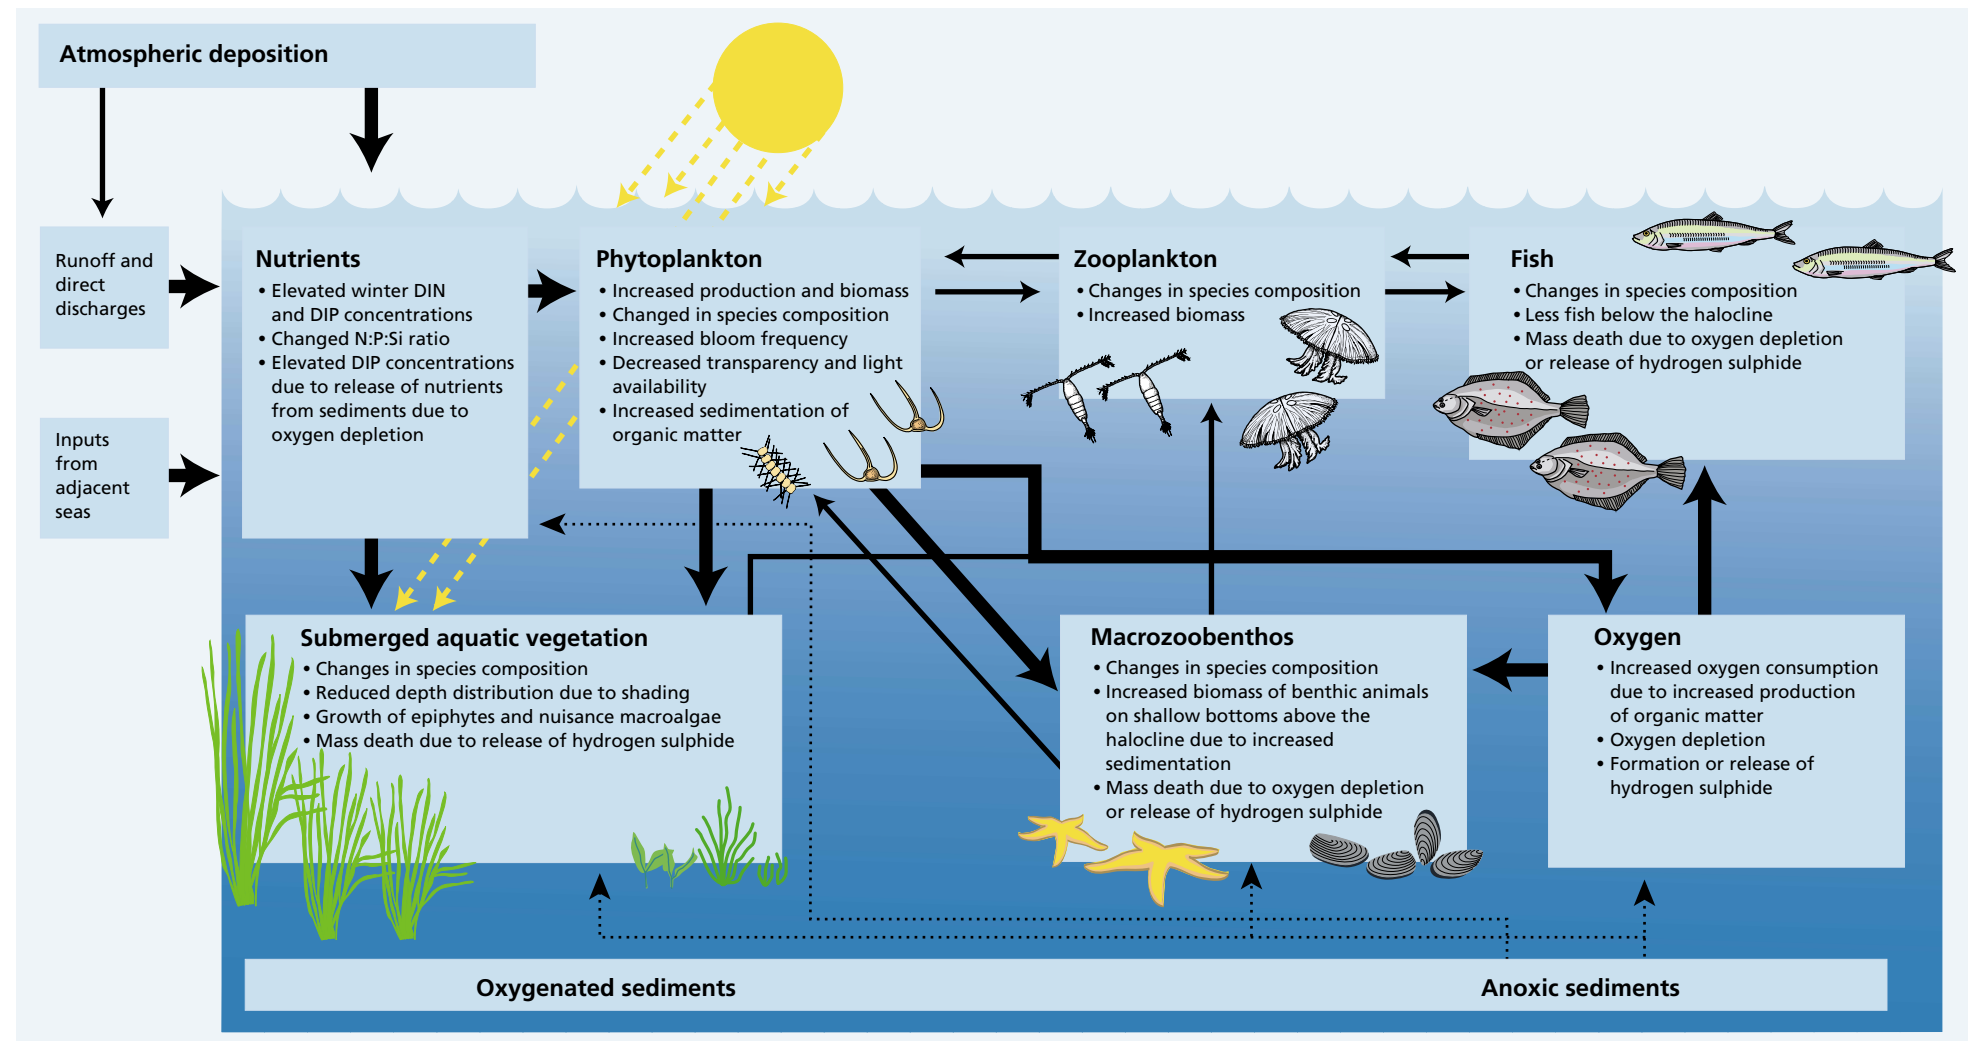 Atmospheric deposition
Runoff and
direct
discharges
Inputs
from
adjacent
seas
Nutrients
• Elevated winter DIN
and DIP concentrations
• Changed N:P:Si ratio
• Elevated DIP concentrations
due to release of nutrients
from sediments due to
oxygen depletion
Phytoplankton
• Increased production and biomass
• Changed in species composition
• Increased bloom frequency
• Decreased transparency and light
availability
• Increased sedimentation of
organic matter
Zooplankton
• Changes in species composition
• Increased biomass
Fish
• Changes in species composition
• Less fish below the halocline
• Mass death due to oxygen depletion
or release of hydrogen sulphide
Submerged aquatic vegetation
• Changes in species composition
• Reduced depth distribution due to shading
• Growth of epiphytes and nuisance macroalgae
• Mass death due to release of hydrogen sulphide
Macrozoobenthos
• Changes in species composition
• Increased biomass of benthic animals
on shallow bottoms above the
halocline due to increased
sedimentation
• Mass death due to oxygen depletion
or release of hydrogen sulphide
Oxygen
• Increased oxygen consumption
due to increased production
of organic matter
• Oxygen depletion
• Formation or release of
hydrogen sulphide
Oxygenated sediments
Anoxic sediments